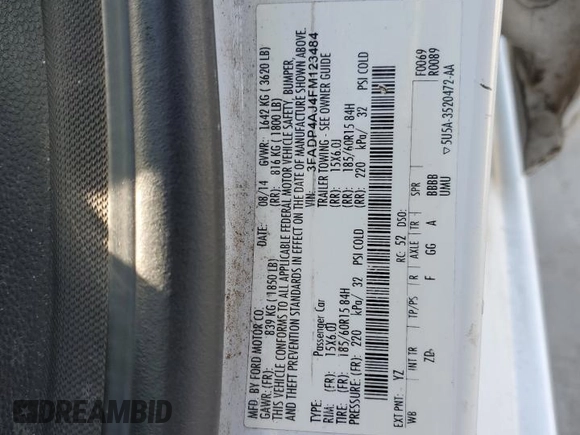 MFD. BY FORD MOTOR CO.
DATE: 08/14 GVWR: 1642 KG ( 3620 LB)
GAWR:(FR): 839 KG (1850 LB) (RR): 816 KG (1800 LB)
THIS VEHICLE CONFORMS TO ALL APPLICABLE FEDERAL MOTOR VEHICLE SAFETY, BUMPER,
AND THEFT PREVENTION STANDARDS IN EFFECT ON THE DATE OF MANUFACTURE SHOWN ABOVE.
VIN: 3FADP4AJ4FM123484
TYPE: Passenger Car TRAILER TOWING - SEE OWNER GUIDE
RIM: (FR): 15X6.0J (RR): 15X6.0J
TIRE: (FR): 185/60R15 84H (RR): 185/60R15 84H
PRESSURE: (FR): 220 kPa/ 32 PSI COLD (RR): 220 kPa/ 32 PSI COLD
EXT PNT: YZ RC: 52 DSO: F0069
R0089
WB INT TR TP/PS R AXLE TR SPR
F GG A BBBB
UMU
▽5U5A-3520472-AA
DREAMBID